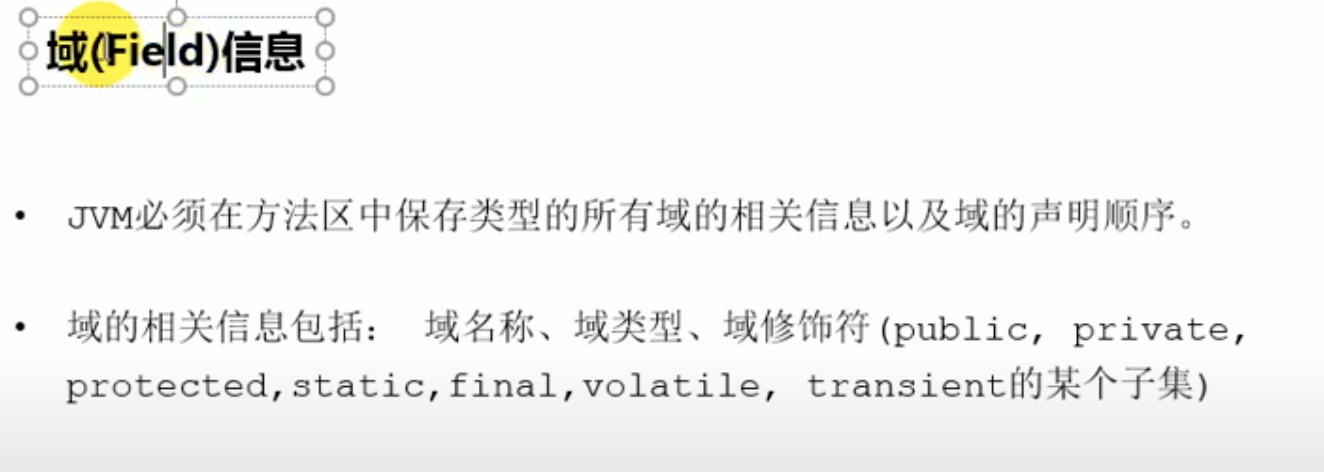 域(Field)信息
• JVM必须在方法区中保存类型的所有域的相关信息以及域的声明顺序。
• 域的相关信息包括： 域名称、域类型、域修饰符(public, private,
protected,static,final,volatile, transient的某个子集)